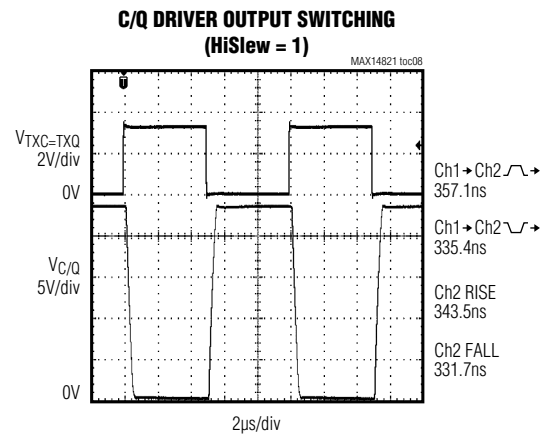 C/Q DRIVER OUTPUT SWITCHING
(HiSlew = 1)
MAX14821 toc08
T
VTXC=TXQ
2V/div
0V
VC/Q
5V/div
0V
Ch1→Ch2
357.1ns
Ch1→Ch2
335.4ns
Ch2 RISE
343.5ns
Ch2 FALL
331.7ns
2µs/div